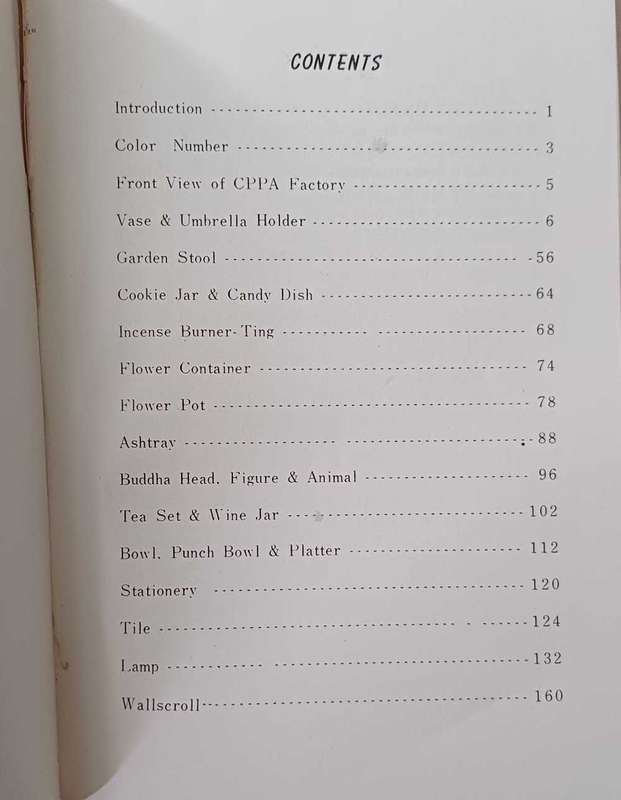 CONTENTS
Introduction 1
Color Number 3
Front View of CPPA Factory 5
Vase & Umbrella Holder 6
Garden Stool 56
Cookie Jar & Candy Dish 64
Incense Burner-Ting 68
Flower Container 74
Flower Pot 78
Ashtray 88
Buddha Head. Figure & Animal 96
Tea Set & Wine Jar 102
Bowl. Punch Bowl & Platter 112
Stationery 120
Tile 124
Lamp 132
Wallscroll 160